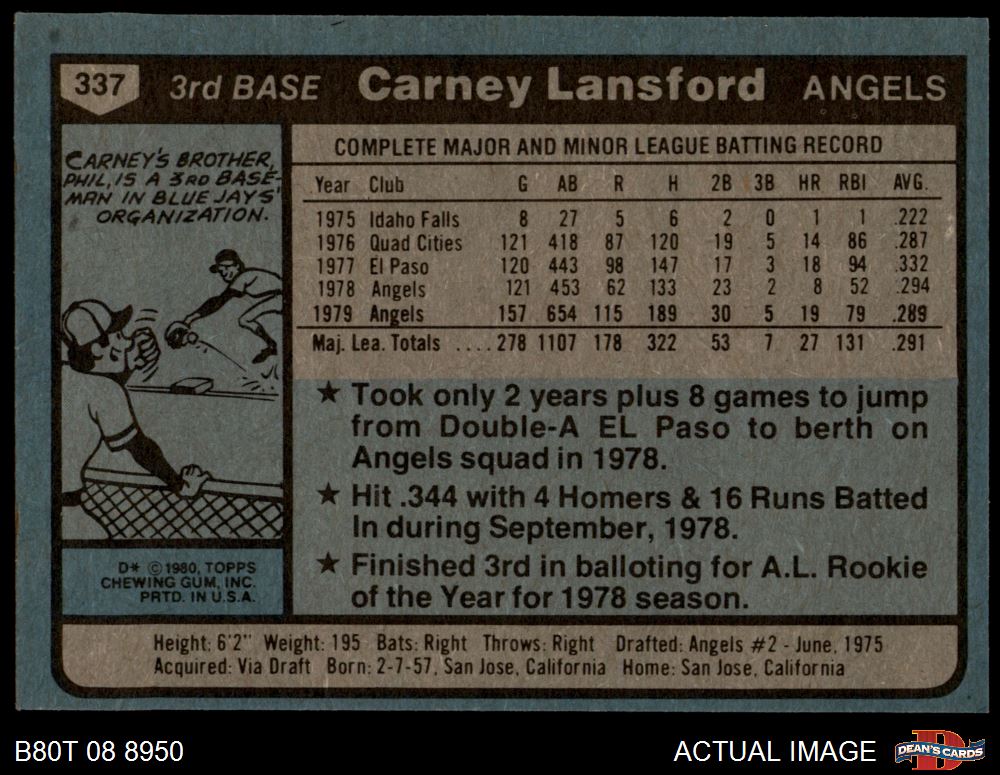 337 3rd BASE Carney Lansford ANGELS
CARNEY'S BROTHER,
PHIL, IS A 3RD BASE-
MAN IN BLUE JAYS'
ORGANIZATION.
COMPLETE MAJOR AND MINOR LEAGUE BATTING RECORD
Year Club G AB R H 2B 3B HR RBI AVG.
1975 Idaho Falls 8 27 5 6 2 0 1 1 .222
1976 Quad Cities 121 418 87 120 19 5 14 86 .287
1977 El Paso 120 443 98 147 17 3 18 94 .332
1978 Angels 121 453 62 133 23 2 8 52 .294
1979 Angels 157 654 115 189 30 5 19 79 .289
Maj. Lea. Totals .... 278 1107 178 322 53 7 27 131 .291
★ Took only 2 years plus 8 games to jump
from Double-A EL Paso to berth on
Angels squad in 1978.
★ Hit .344 with 4 Homers & 16 Runs Batted
In during September, 1978.
★ Finished 3rd in balloting for A.L. Rookie
of the Year for 1978 season.
D* ©1980, TOPPS
CHEWING GUM, INC.
PRTD. IN U.S.A.
Height: 6'2" Weight: 195 Bats: Right Throws: Right Drafted: Angels #2 - June, 1975
Acquired: Via Draft Born: 2-7-57, San Jose, California Home: San Jose, California
B80T 08 8950
ACTUAL IMAGE
D
DEAN'S CARDS